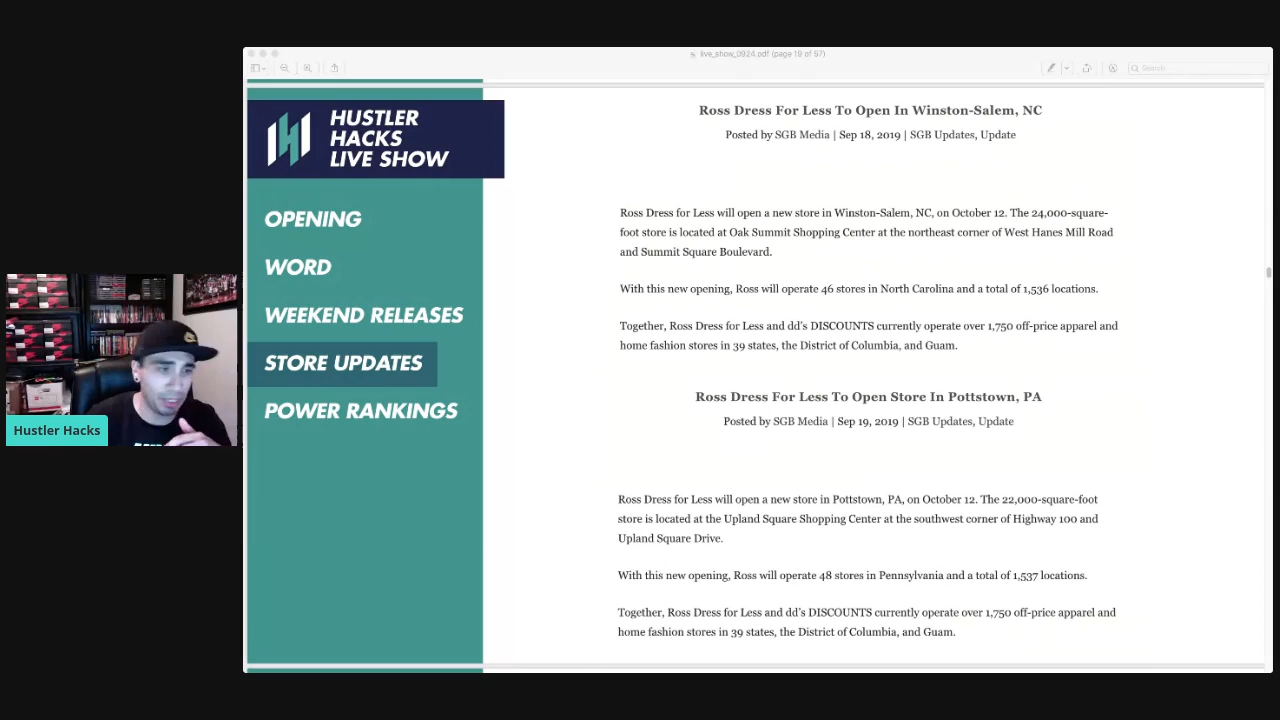 live_show_0924.pdf (page 19 of 57)
Search
HUSTLER
HACKS
LIVE SHOW
OPENING
WORD
WEEKEND RELEASES
STORE UPDATES
POWER RANKINGS
Hustler Hacks
Ross Dress For Less To Open In Winston-Salem, NC
Posted by SGB Media | Sep 18, 2019 | SGB Updates, Update
Ross Dress for Less will open a new store in Winston-Salem, NC, on October 12. The 24,000-square-
foot store is located at Oak Summit Shopping Center at the northeast corner of West Hanes Mill Road
and Summit Square Boulevard.
With this new opening, Ross will operate 46 stores in North Carolina and a total of 1,536 locations.
Together, Ross Dress for Less and dd's DISCOUNTS currently operate over 1,750 off-price apparel and
home fashion stores in 39 states, the District of Columbia, and Guam.
Ross Dress For Less To Open Store In Pottstown, PA
Posted by SGB Media | Sep 19, 2019 | SGB Updates, Update
Ross Dress for Less will open a new store in Pottstown, PA, on October 12. The 22,000-square-foot
store is located at the Upland Square Shopping Center at the southwest corner of Highway 100 and
Upland Square Drive.
With this new opening, Ross will operate 48 stores in Pennsylvania and a total of 1,537 locations.
Together, Ross Dress for Less and dd's DISCOUNTS currently operate over 1,750 off-price apparel and
home fashion stores in 39 states, the District of Columbia, and Guam.